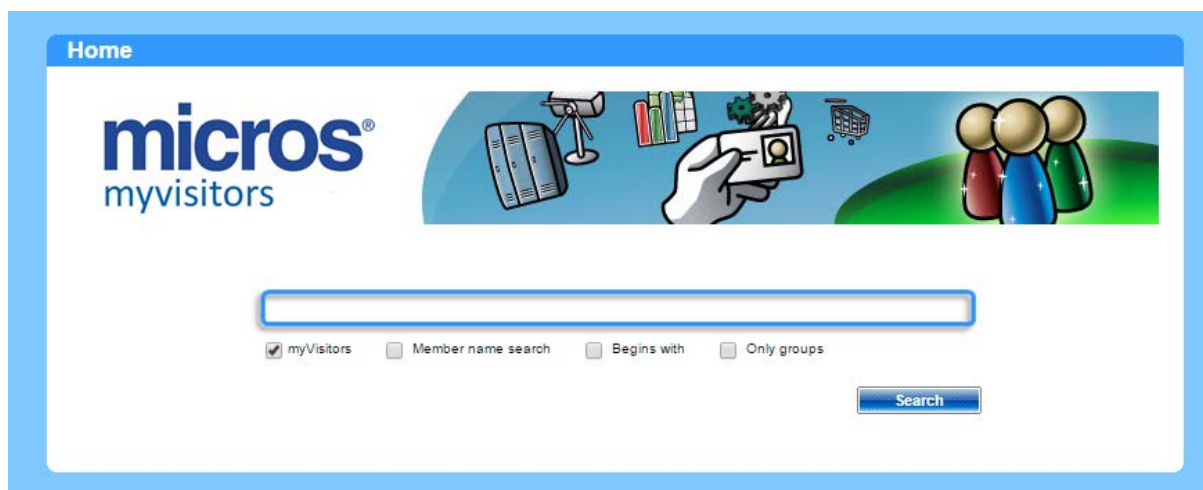 Home
micros®
myvisitors
myVisitors Member name search Begins with Only groups
Search